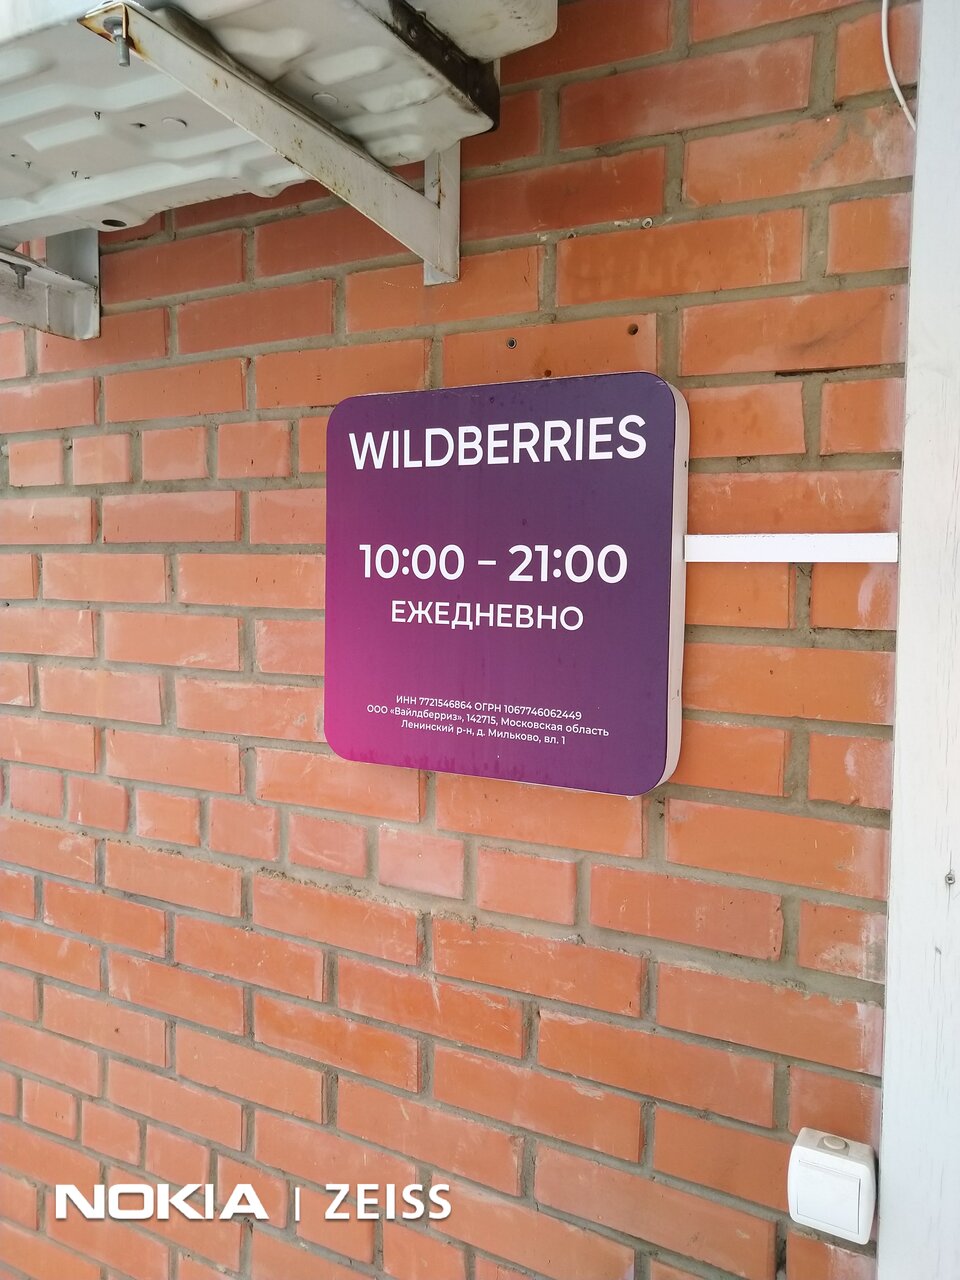 WILDBERRIES
10:00 – 21:00
ЕЖЕДНЕВНО
ИНН 7721546864 ОГРН 1067746062449
ООО «Вайлдберриз», 142715, Московская область
Ленинский р-н, д. Мильково, вл. 1
NOKIA | ZEISS